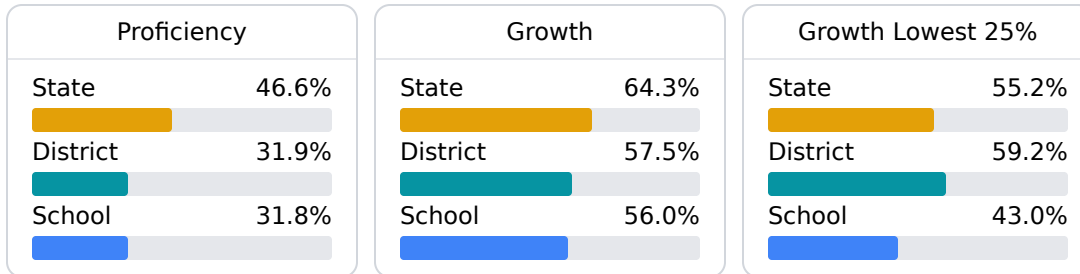 Proficiency
State 46.6%
District 31.9%
School 31.8%
Growth
State 64.3%
District 57.5%
School 56.0%
Growth Lowest 25%
State 55.2%
District 59.2%
School 43.0%